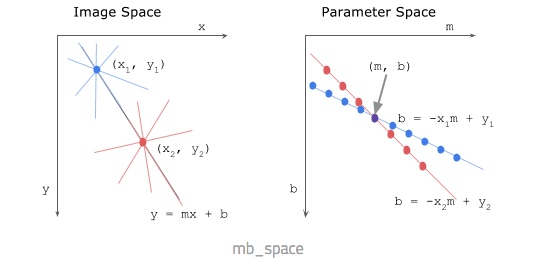 Image Space
x
(x₁, y₁)
(x₂, y₂)
y
y = mx + b
Parameter Space
m
(m, b)
b = -x₁m + y₁
b
b = -x₂m + y₂
mb_space